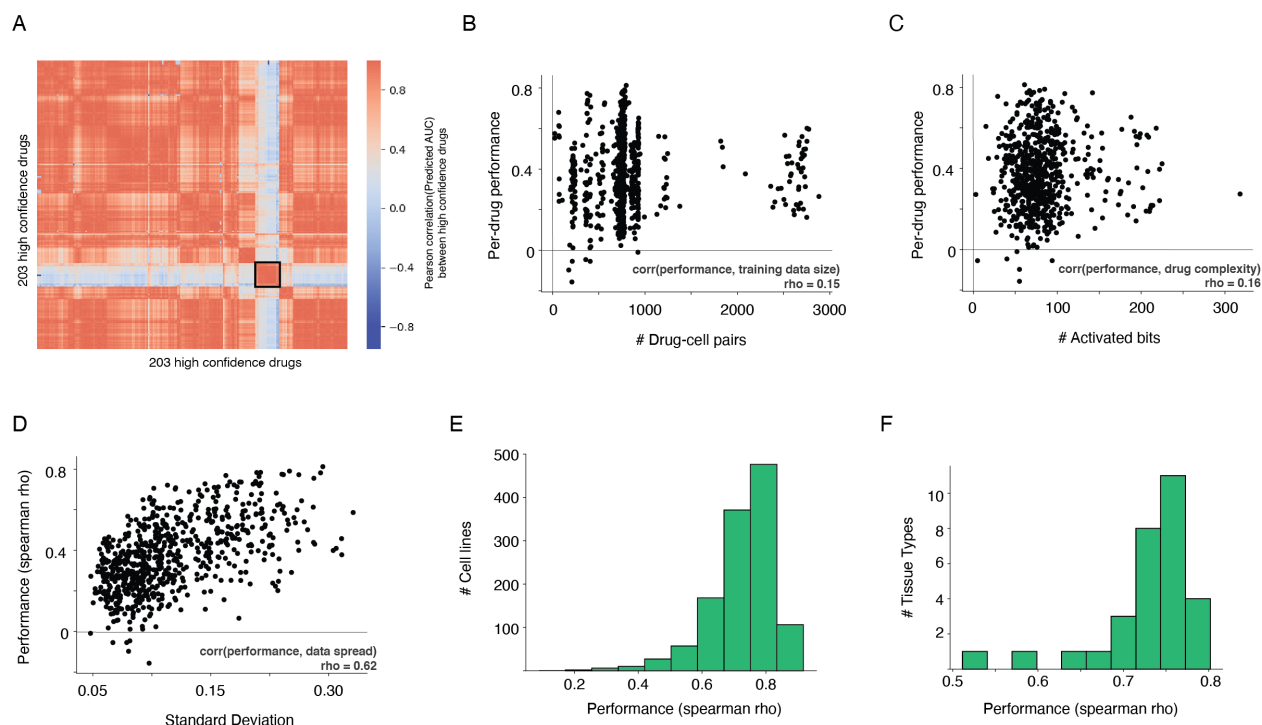 A
203 high confidence drugs
203 high confidence drugs
0.8
0.4
0.0
−0.4
−0.8
Pearson correlation(Predicted AUC)
between high confidence drugs
B
Per-drug performance
0.8
0.4
0
corr(performance, training data size)
rho = 0.15
0 1000 2000 3000
# Drug-cell pairs
C
Per-drug performance
0.8
0.4
0
corr(performance, drug complexity)
rho = 0.16
0 100 200 300
# Activated bits
D
Performance (spearman rho)
0.8
0.4
0
corr(performance, data spread)
rho = 0.62
0.05 0.15 0.30
Standard Deviation
E
# Cell lines
500
400
300
200
100
0.2 0.4 0.6 0.8
Performance (spearman rho)
F
# Tissue Types
10
8
6
4
2
0.5 0.6 0.7 0.8
Performance (spearman rho)